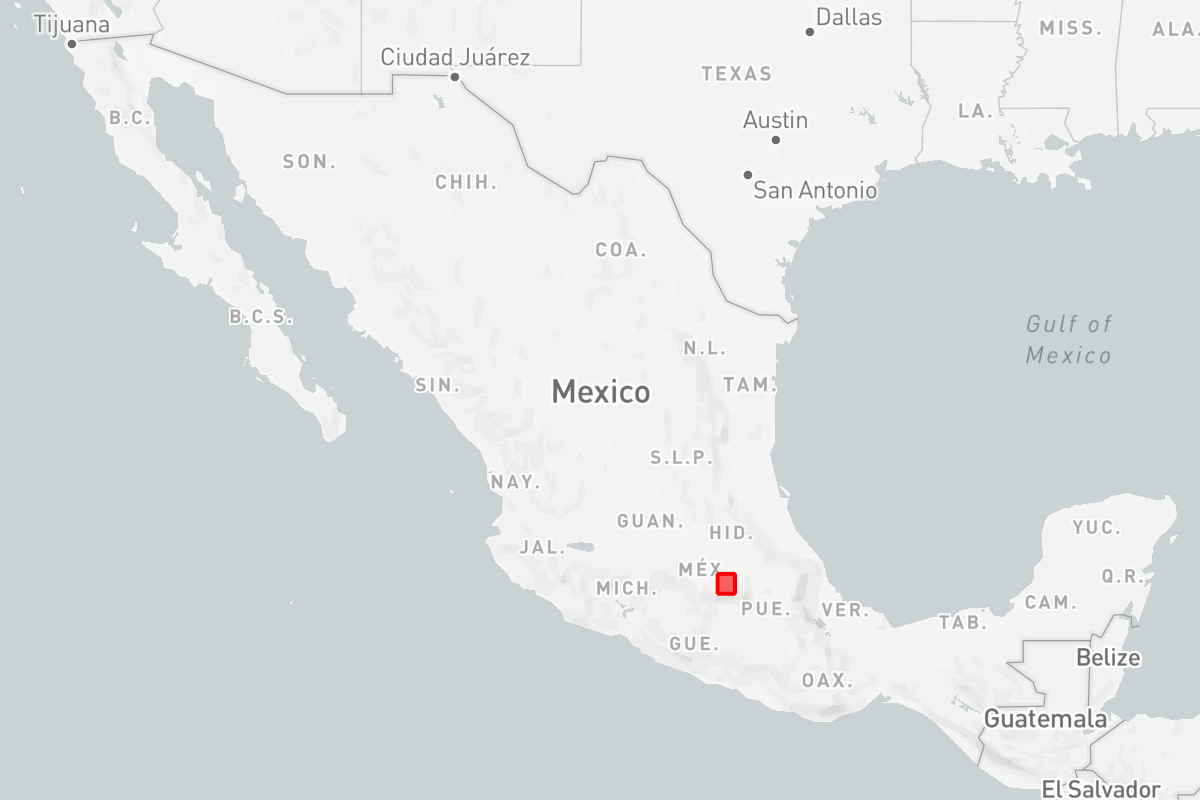 Tijuana
Dallas
MISS.
ALA.
Ciudad Juárez
TEXAS
B.C.
LA.
Austin
SON.
CHIH.
San Antonio
COA.
B.C.S.
Gulf of
Mexico
N.L.
SIN.
Mexico
TAM.
S.L.P.
NAY.
GUAN.
HID.
YUC.
JAL.
MÉX.
Q.R.
MICH.
CAM.
PUE.
VER.
TAB.
GUE.
Belize
OAX.
Guatemala
El Salvador